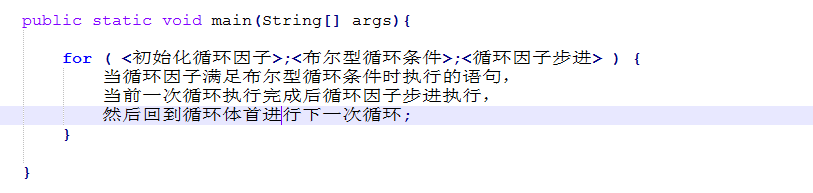 public static void main(String[] args){
for ( <初始化循环因子>;<布尔型循环条件>;<循环因子步进> ) {
当循环因子满足布尔型循环条件时执行的语句，
当前一次循环执行完成后循环因子步进执行，
然后回到循环体首进行下一次循环;
}
}